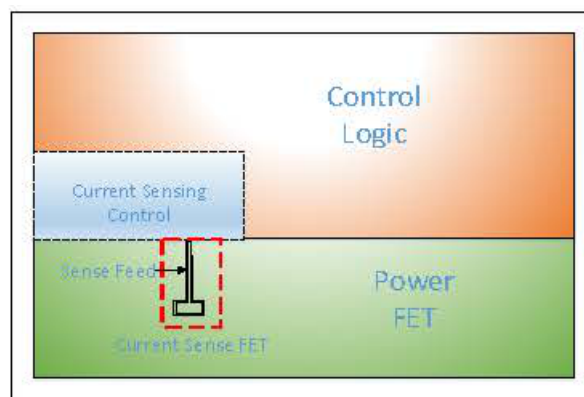 Control
Logic
Current Sensing
Control
Sense Feed
Power
FET
Current Sense FET